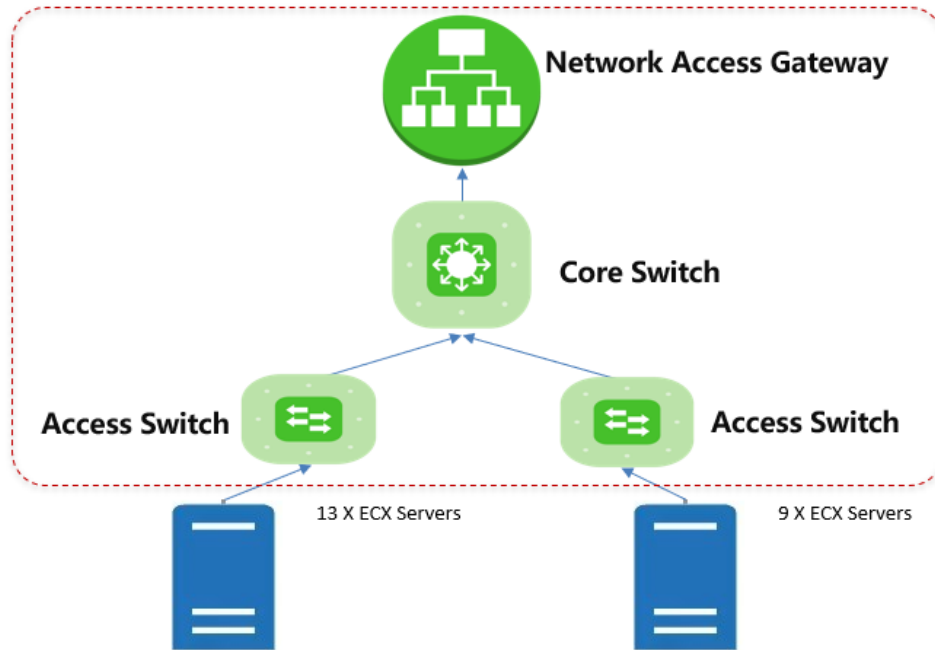 Network Access Gateway
Core Switch
Access Switch
Access Switch
13 X ECX Servers
9 X ECX Servers